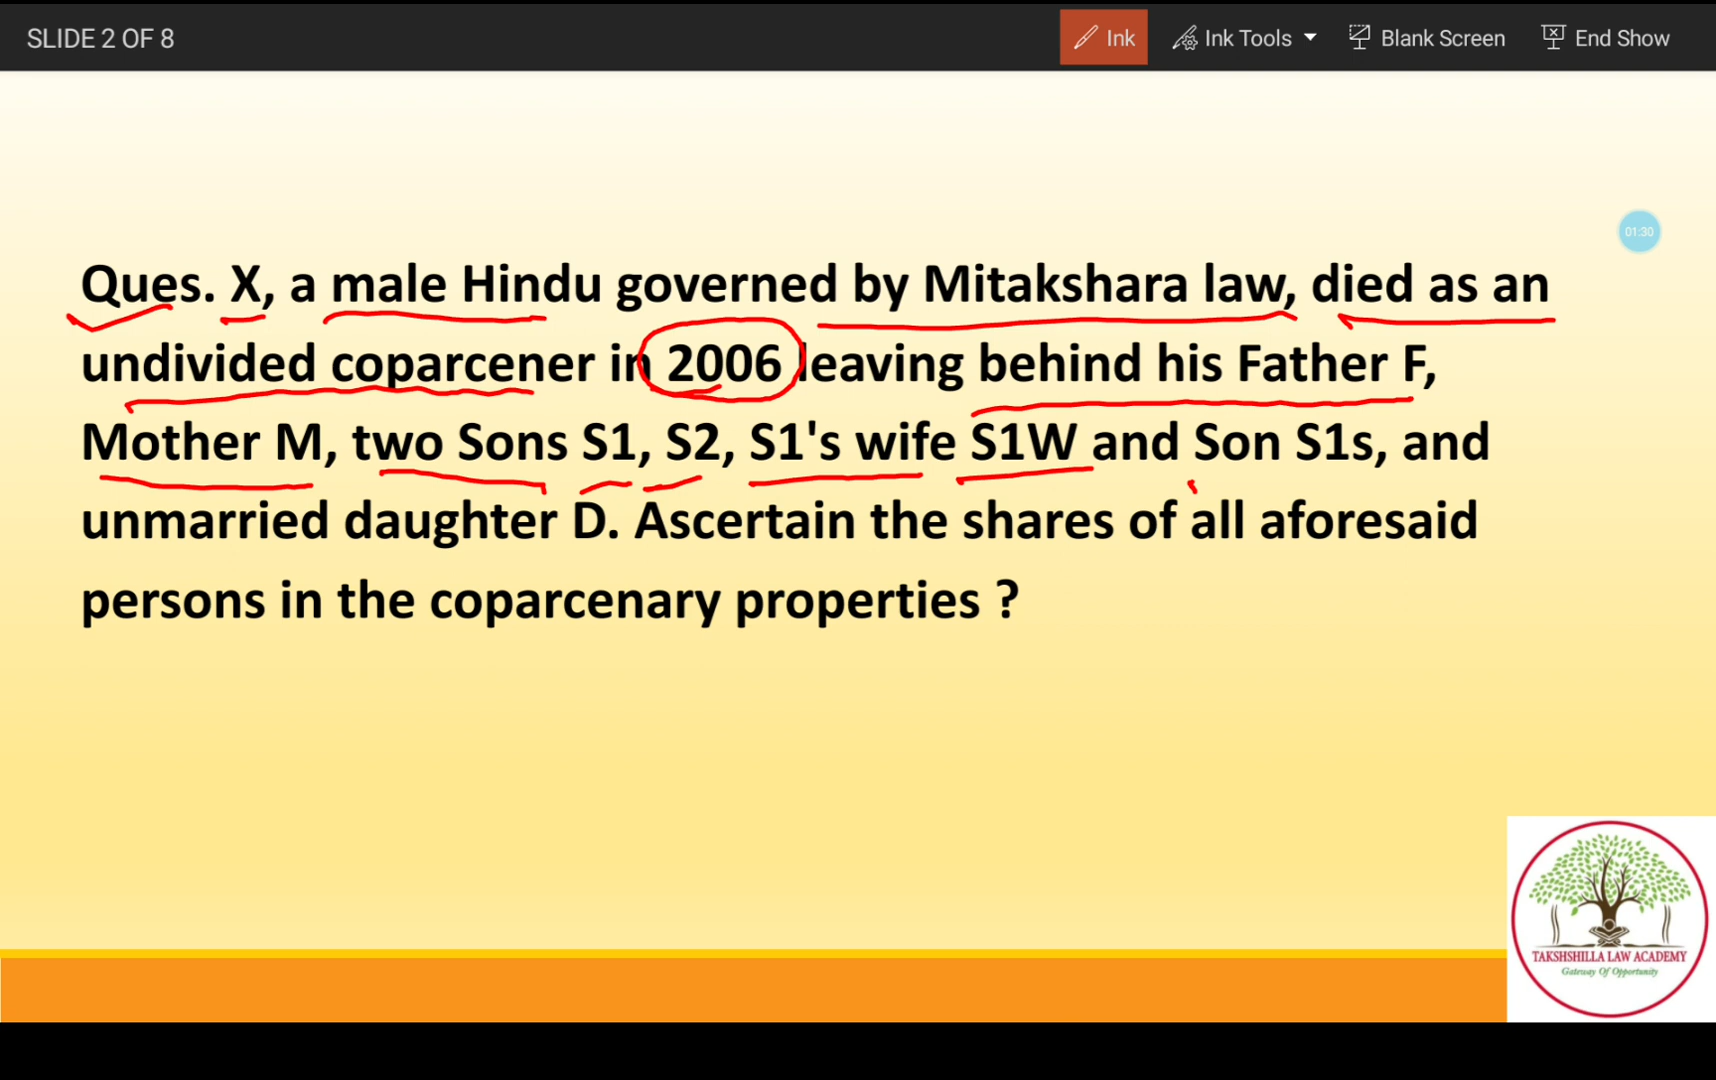 SLIDE 2 OF 8
Ink
Ink Tools
Blank Screen
End Show
01:30
Ques. X, a male Hindu governed by Mitakshara law, died as an
undivided coparcener in 2006 leaving behind his Father F,
Mother M, two Sons S1, S2, S1's wife S1W and Son S1s, and
unmarried daughter D. Ascertain the shares of all aforesaid
persons in the coparcenary properties ?
TAKSHSHILLA LAW ACADEMY
Gateway Of Opportunity